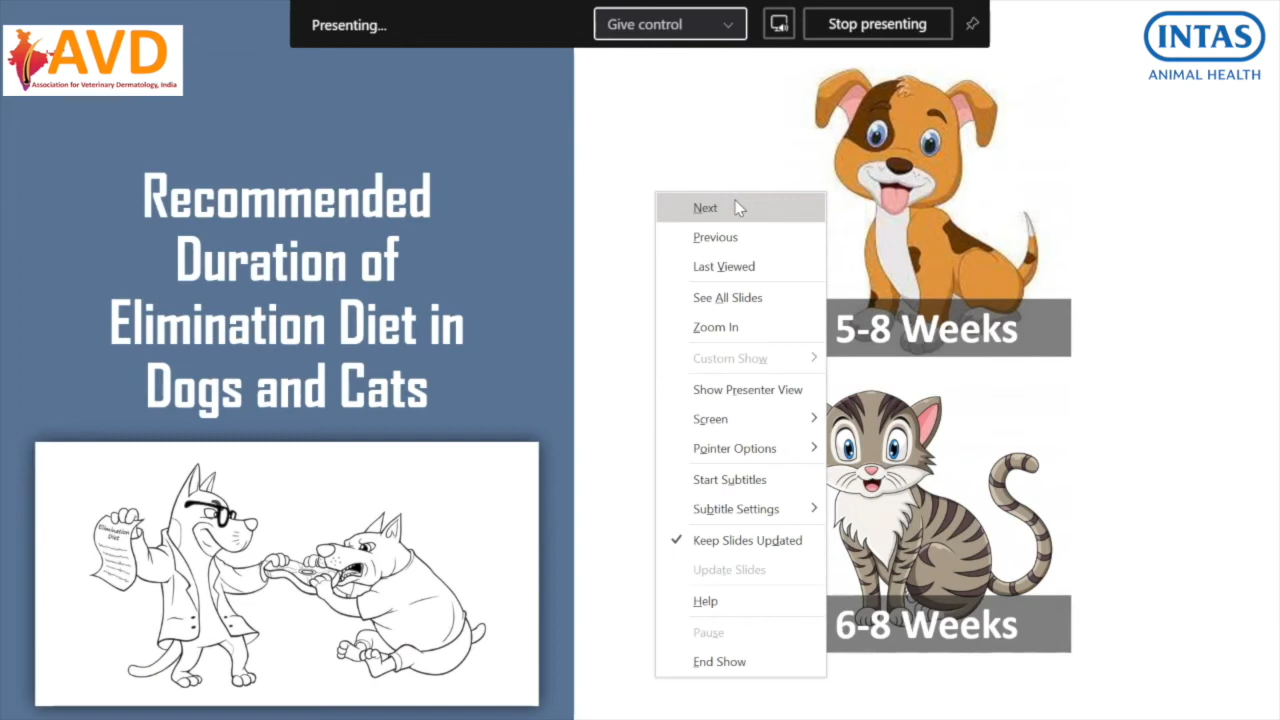 Presenting...
Give control
Stop presenting
AVD
Association for Veterinary Dermatology, India
INTAS
ANIMAL HEALTH
Recommended
Duration of
Elimination Diet in
Dogs and Cats
Elimination
Diet
Next
Previous
Last Viewed
See All Slides
Zoom In
Custom Show
Show Presenter View
Screen
Pointer Options
Start Subtitles
Subtitle Settings
Keep Slides Updated
Update Slides
Help
Pause
End Show
5-8 Weeks
6-8 Weeks